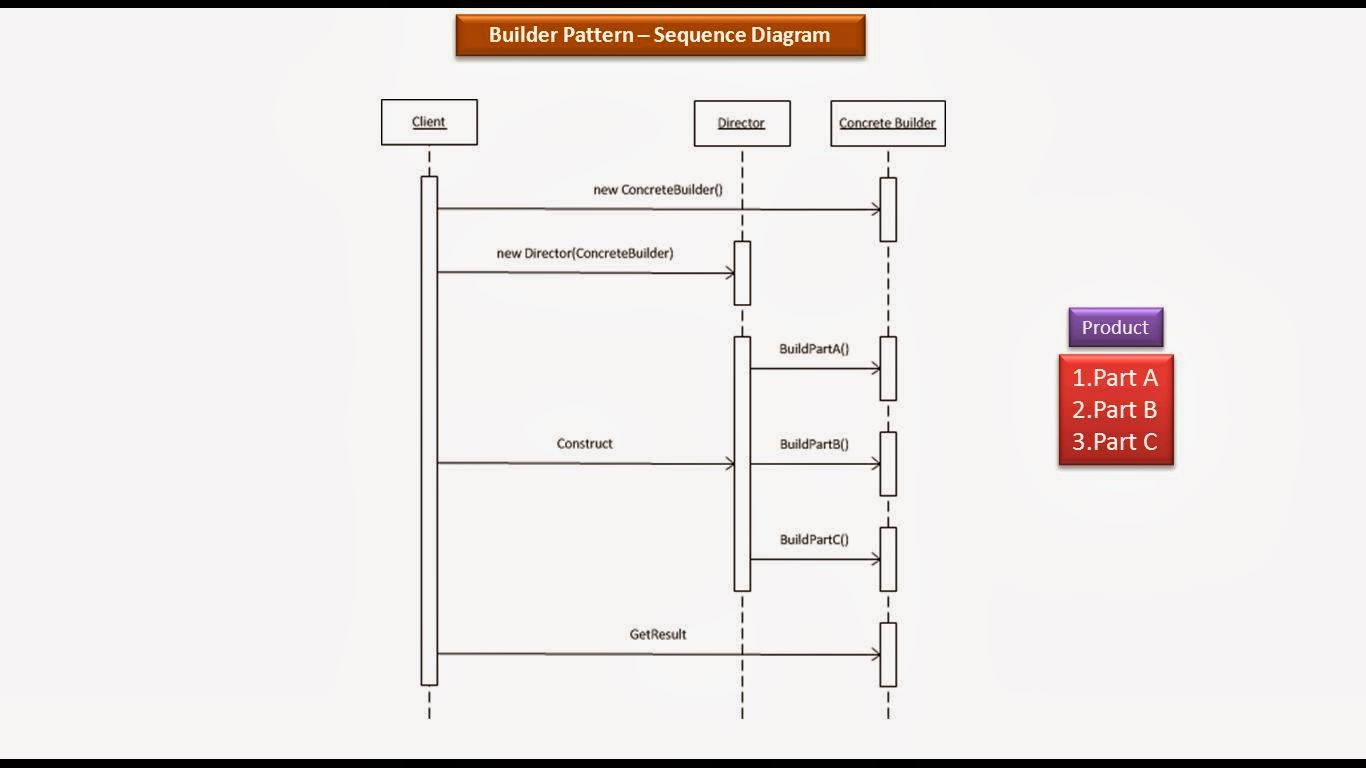 Builder Pattern – Sequence Diagram
Client
Director
Concrete Builder
new ConcreteBuilder()
new Director(ConcreteBuilder)
BuildPartA()
Construct
BuildPartB()
BuildPartC()
GetResult
Product
1.Part A
2.Part B
3.Part C